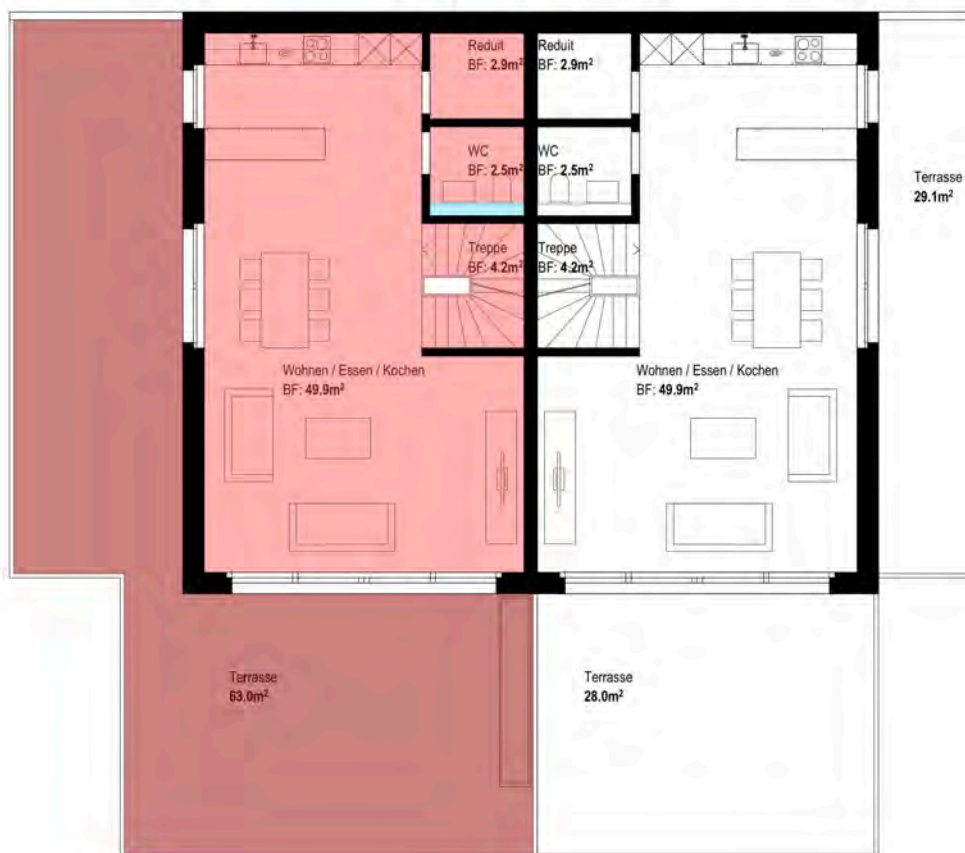 Reduit
BF: 2.9m²
Reduit
BF: 2.9m²
WC
BF: 2.5m²
WC
BF: 2.5m²
Terrasse
29.1m²
Treppe
BF: 4.2m²
Treppe
BF: 4.2m²
Wohnen / Essen / Kochen
BF: 49.9m²
Wohnen / Essen / Kochen
BF: 49.9m²
Terrasse
63.0m²
Terrasse
28.0m²